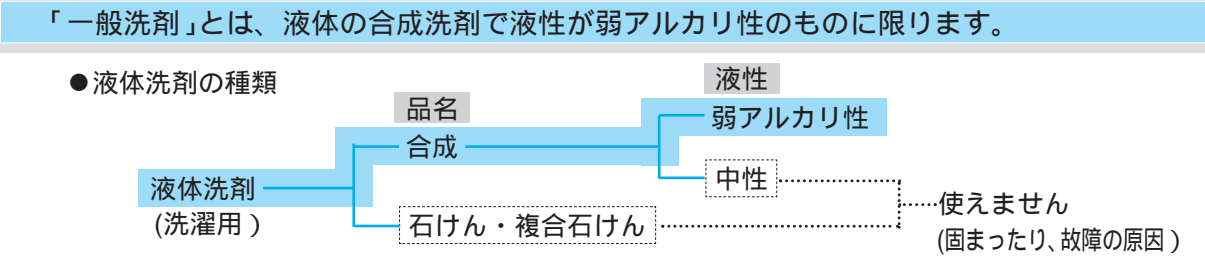 「一般洗剤」とは、液体の合成洗剤で液性が弱アルカリ性のものに限ります。
●液体洗剤の種類
品名
液性
弱アルカリ性
合成
液体洗剤
(洗濯用)
中性
石けん・複合石けん
使えません
(固まったり、故障の原因)